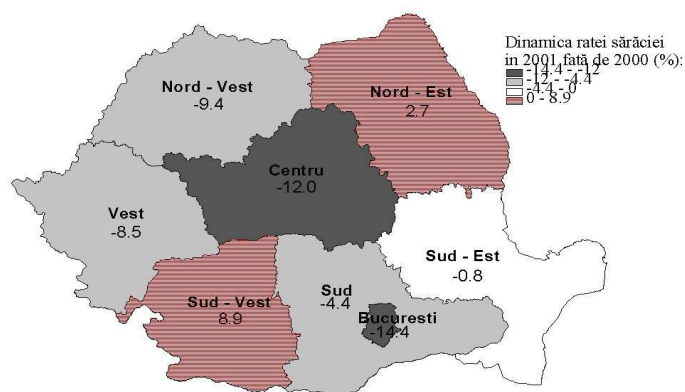 Dinamica ratei sărăciei
in 2001 fată de 2000 (%):
-14.4 - -12
-12 - -4.4
-4.4 - 0
0 - 8.9
Nord - Vest
-9.4
Nord - Est
2.7
Centru
-12.0
Vest
-8.5
Sud - Est
-0.8
Sud - Vest
8.9
Sud
-4.4
Bucuresti
-14.4